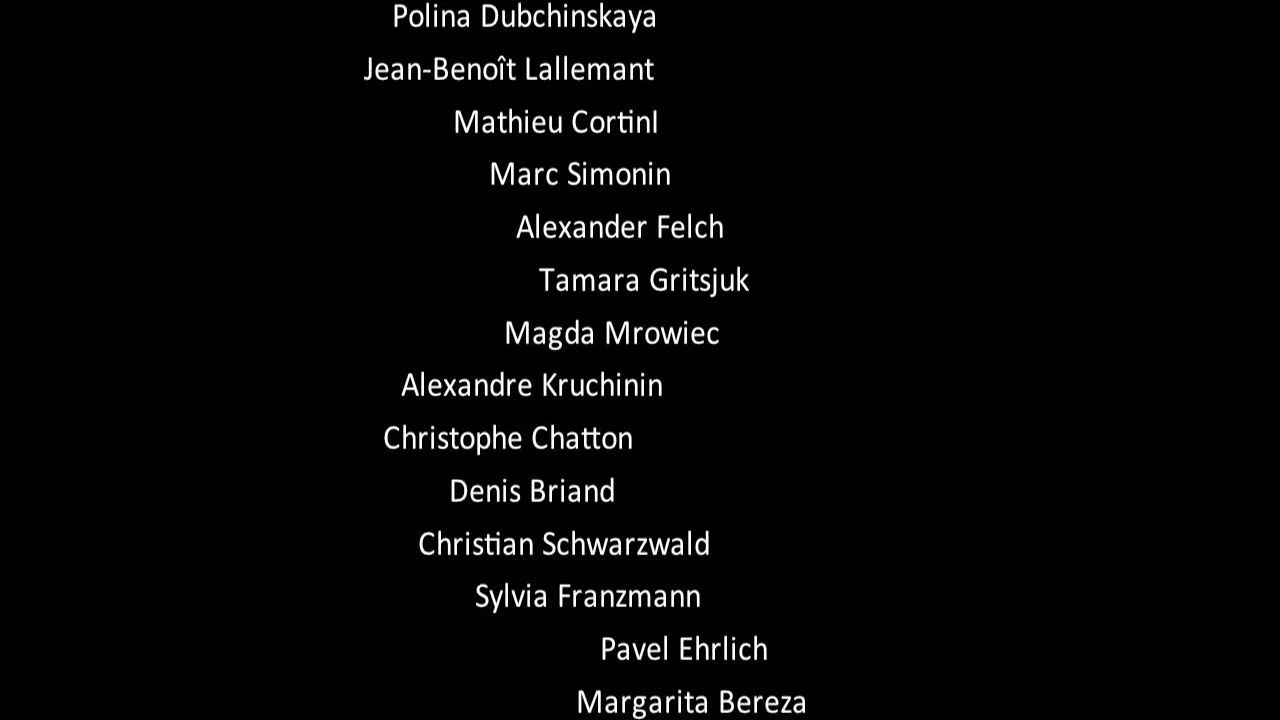 Polina Dubchinskaya
Jean-Benoît Lallemant
Mathieu CortinI
Marc Simonin
Alexander Felch
Tamara Gritsjuk
Magda Mrowiec
Alexandre Kruchinin
Christophe Chatton
Denis Briand
Christian Schwarzwald
Sylvia Franzmann
Pavel Ehrlich
Margarita Bereza